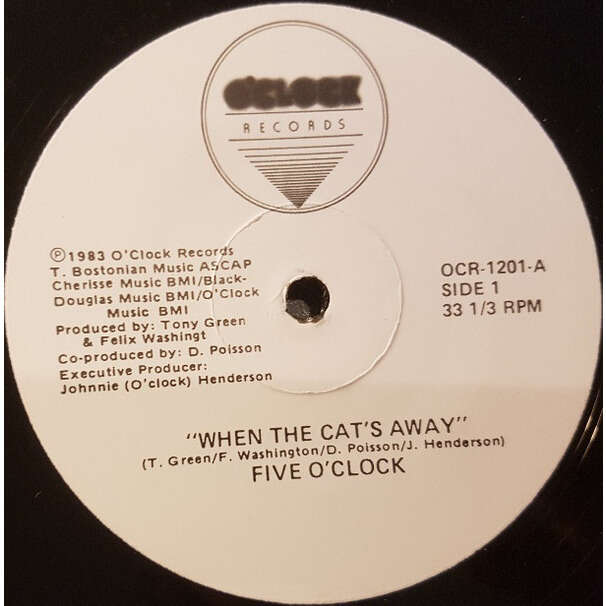 O'CLOCK
RECORDS
℗1983 O'Clock Records
T. Bostonian Music ASCAP
Cherisse Music BMI/Black-
Douglas Music BMI/O'Clock
Music BMI
Produced by: Tony Green
& Felix Washingt
Co-produced by: D. Poisson
Executive Producer:
Johnnie (O'clock) Henderson
OCR-1201-A
SIDE 1
33 1/3 RPM
"WHEN THE CAT'S AWAY"
(T. Green/F. Washington/D. Poisson/J. Henderson)
FIVE O'CLOCK